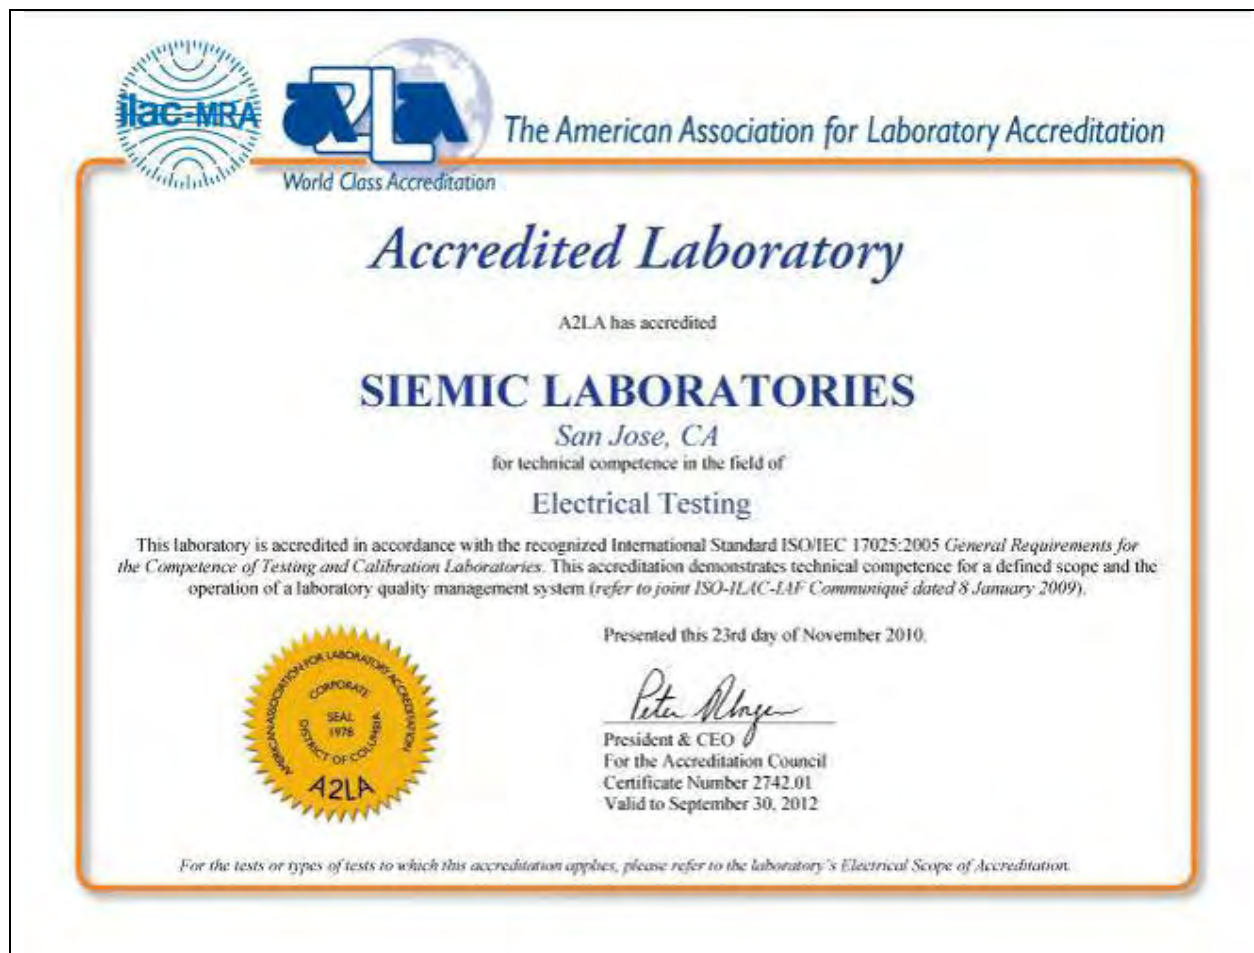 ilac-MRA
a2la
The American Association for Laboratory Accreditation
World Class Accreditation
Accredited Laboratory
A2LA has accredited
SIEMIC LABORATORIES
San Jose, CA
for technical competence in the field of
Electrical Testing
This laboratory is accredited in accordance with the recognized International Standard ISO/IEC 17025:2005 General Requirements for
the Competence of Testing and Calibration Laboratories. This accreditation demonstrates technical competence for a defined scope and the
operation of a laboratory quality management system (refer to joint ISO-ILAC-IAF Communiqué dated 8 January 2009).
Presented this 23rd day of November 2010.
AMERICAN ASSOCIATION FOR LABORATORY ACCREDITATION
CORPORATE
SEAL
1978
DISTRICT OF COLUMBIA
A2LA
Peter
President & CEO
For the Accreditation Council
Certificate Number 2742.01
Valid to September 30, 2012
For the tests or types of tests to which this accreditation applies, please refer to the laboratory's Electrical Scope of Accreditation.